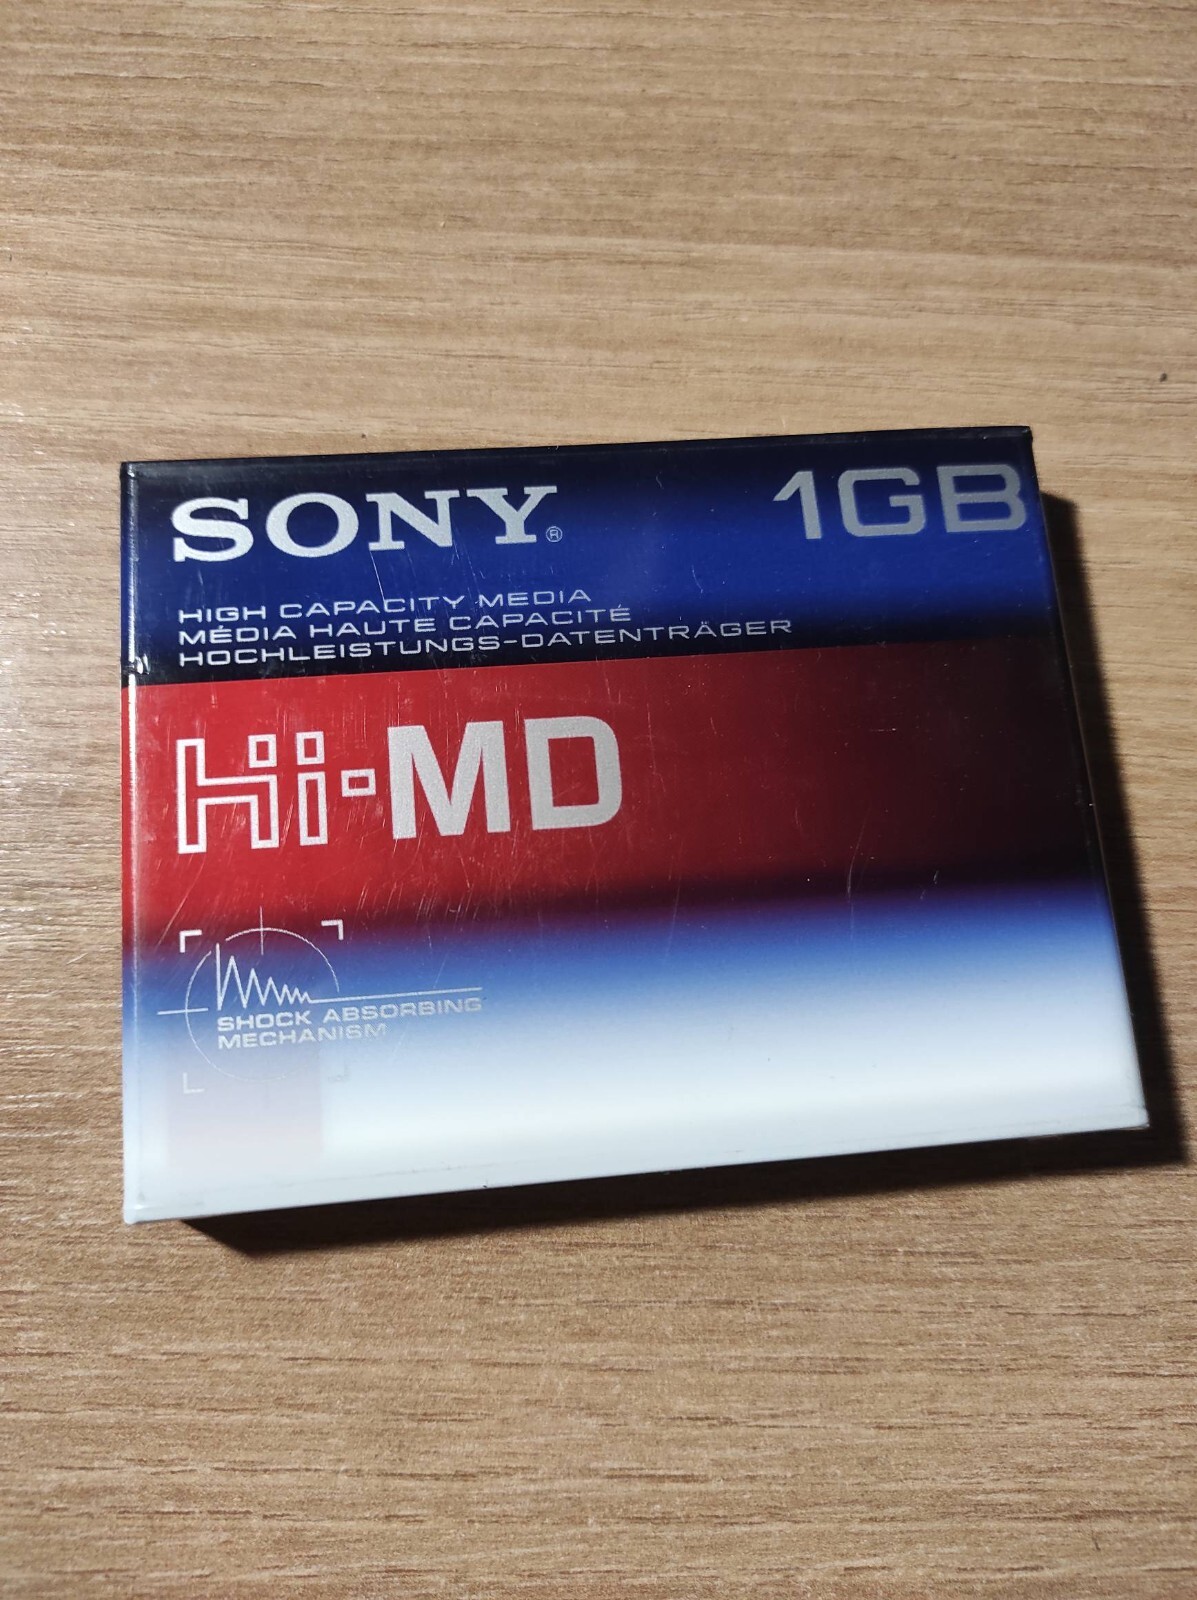 SONY®
1GB
HIGH CAPACITY MEDIA
MÉDIA HAUTE CAPACITÉ
HOCHLEISTUNGS-DATENTRÄGER
Hi-MD
SHOCK ABSORBING
MECHANISM